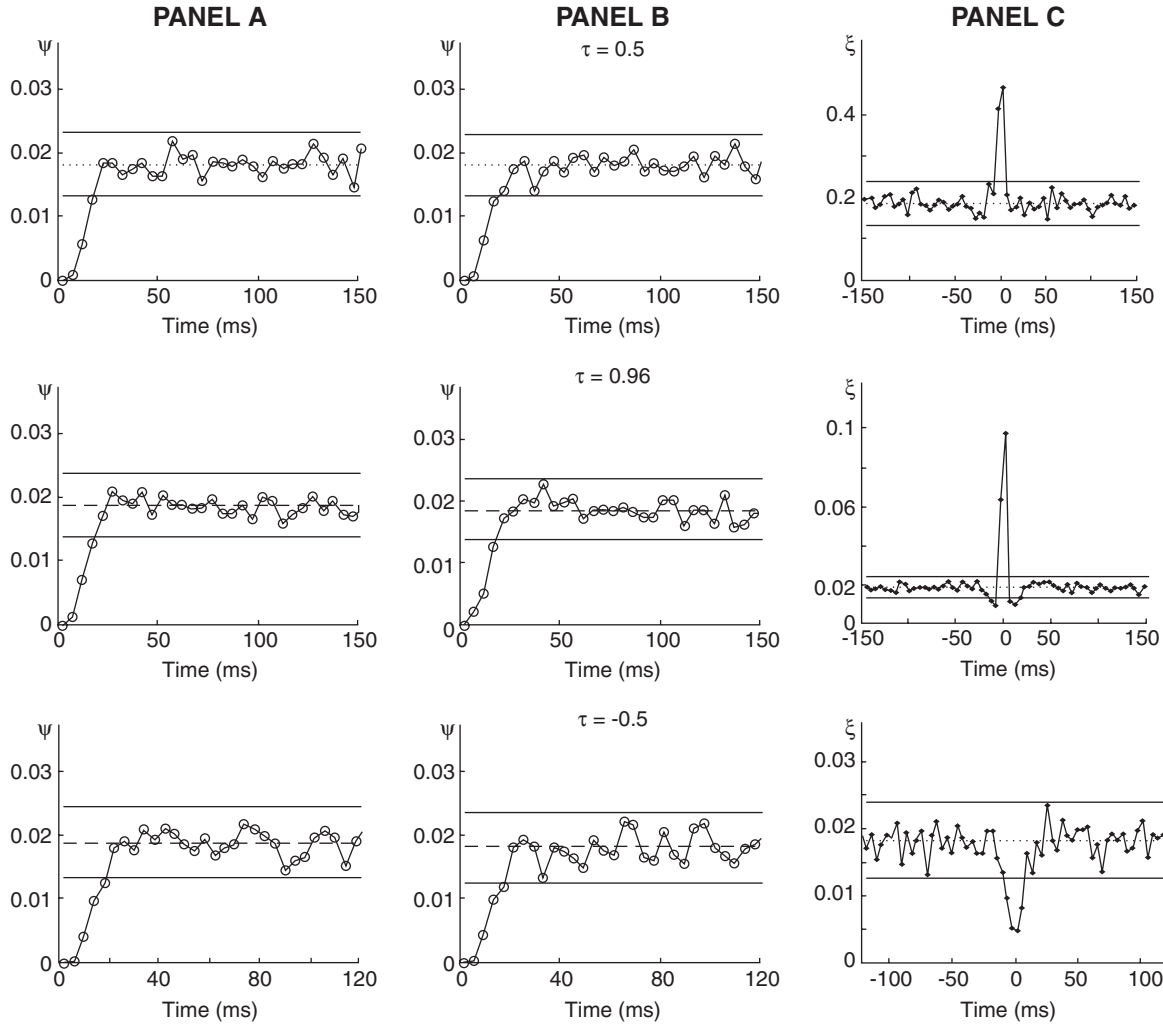 PANEL A
PANEL B
PANEL C
ψ
0.03
0.02
0.01
0
0 50 100 150
Time (ms)
ψ
τ = 0.5
0.03
0.02
0.01
0
0 50 100 150
Time (ms)
ξ
0.4
0.2
0
-150 -50 0 50 150
Time (ms)
ψ
0.03
0.02
0.01
0
0 50 100 150
Time (ms)
ψ
τ = 0.96
0.03
0.02
0.01
0
0 50 100 150
Time (ms)
ξ
0.1
0.06
0.02
0
-150 -50 0 50 150
Time (ms)
ψ
0.03
0.02
0.01
0
0 40 80 120
Time (ms)
ψ
τ = -0.5
0.03
0.02
0.01
0
0 40 80 120
Time (ms)
ξ
0.03
0.02
0.01
0
-100 -50 0 50 100
Time (ms)